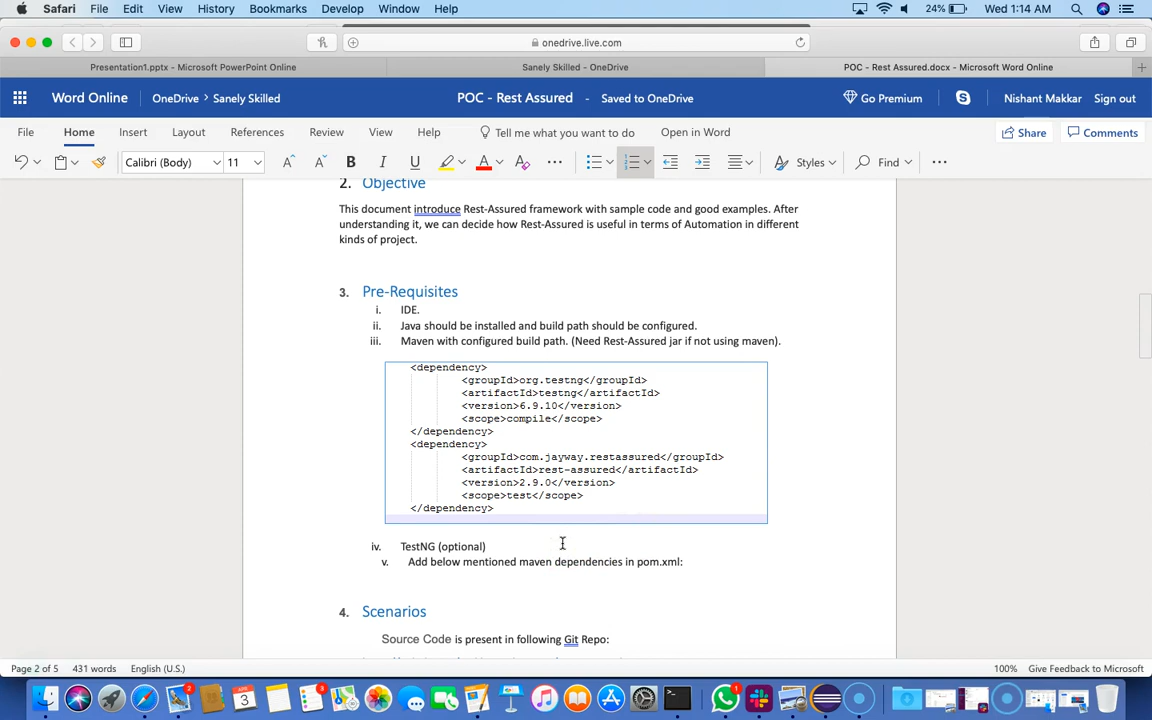 Safari File Edit View History Bookmarks Develop Window Help 24% Wed 1:14 AM
onedrive.live.com
Presentation1.pptx - Microsoft PowerPoint Online Sanely Skilled - OneDrive POC - Rest Assured.docx - Microsoft Word Online
Word Online OneDrive > Sanely Skilled POC - Rest Assured - Saved to OneDrive Go Premium Nishant Makkar Sign out
File Home Insert Layout References Review View Help Tell me what you want to do Open in Word Share Comments
Calibri (Body) 11 B I U A Styles Find
2. Objective
This document introduce Rest-Assured framework with sample code and good examples. After
understanding it, we can decide how Rest-Assured is useful in terms of Automation in different
kinds of project.
3. Pre-Requisites
i. IDE.
ii. Java should be installed and build path should be configured.
iii. Maven with configured build path. (Need Rest-Assured jar if not using maven).
<dependency>
<groupId>org.testng</groupId>
<artifactId>testng</artifactId>
<version>6.9.10</version>
<scope>compile</scope>
</dependency>
<dependency>
<groupId>com.jayway.restassured</groupId>
<artifactId>rest-assured</artifactId>
<version>2.9.0</version>
<scope>test</scope>
</dependency>
iv. TestNG (optional)
v. Add below mentioned maven dependencies in pom.xml:
4. Scenarios
Source Code is present in following Git Repo:
Page 2 of 5 431 words English (U.S.) 100% Give Feedback to Microsoft